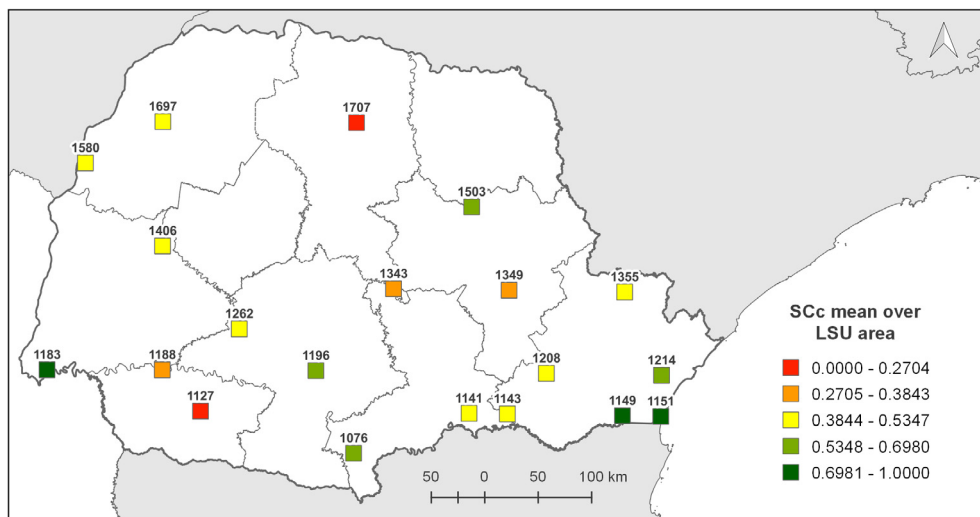 1697
1707
1580
1503
1406
1343
1349
1355
1262
1183
1188
1196
1208
1214
1127
1141
1143
1149
1151
1076
SCc mean over
LSU area
0.0000 - 0.2704
0.2705 - 0.3843
0.3844 - 0.5347
0.5348 - 0.6980
0.6981 - 1.0000
50 0 50 100 km